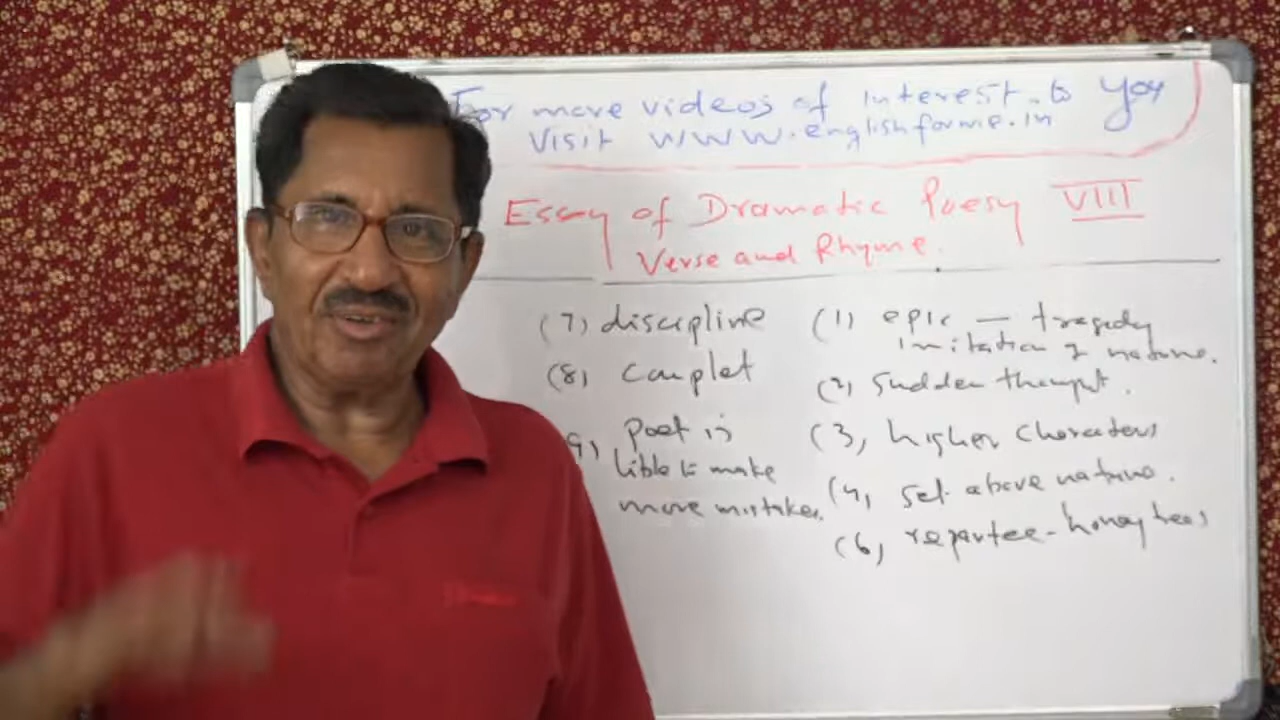 For more videos of interest to you
Visit www.englishforme.in
Essay of Dramatic Poesy VIII
Verse and Rhyme.
(7) discipline
(8) couplet
9) poet is
lible to make
more mistakes.
(1) epic — tragedy
imitation of nature.
(2) sudden thought.
(3) higher characters
(4) set above nature.
(6) repartee - honey bees